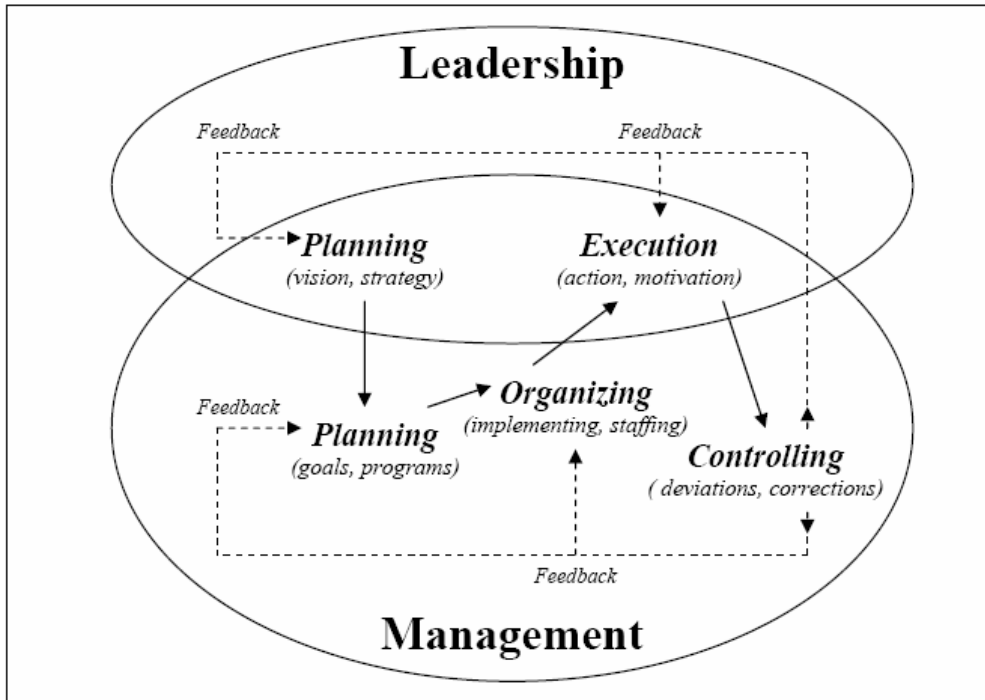 Leadership
Feedback
Feedback
Planning
(vision, strategy)
Execution
(action, motivation)
Organizing
(implementing, staffing)
Feedback
Planning
(goals, programs)
Controlling
( deviations, corrections)
Feedback
Management